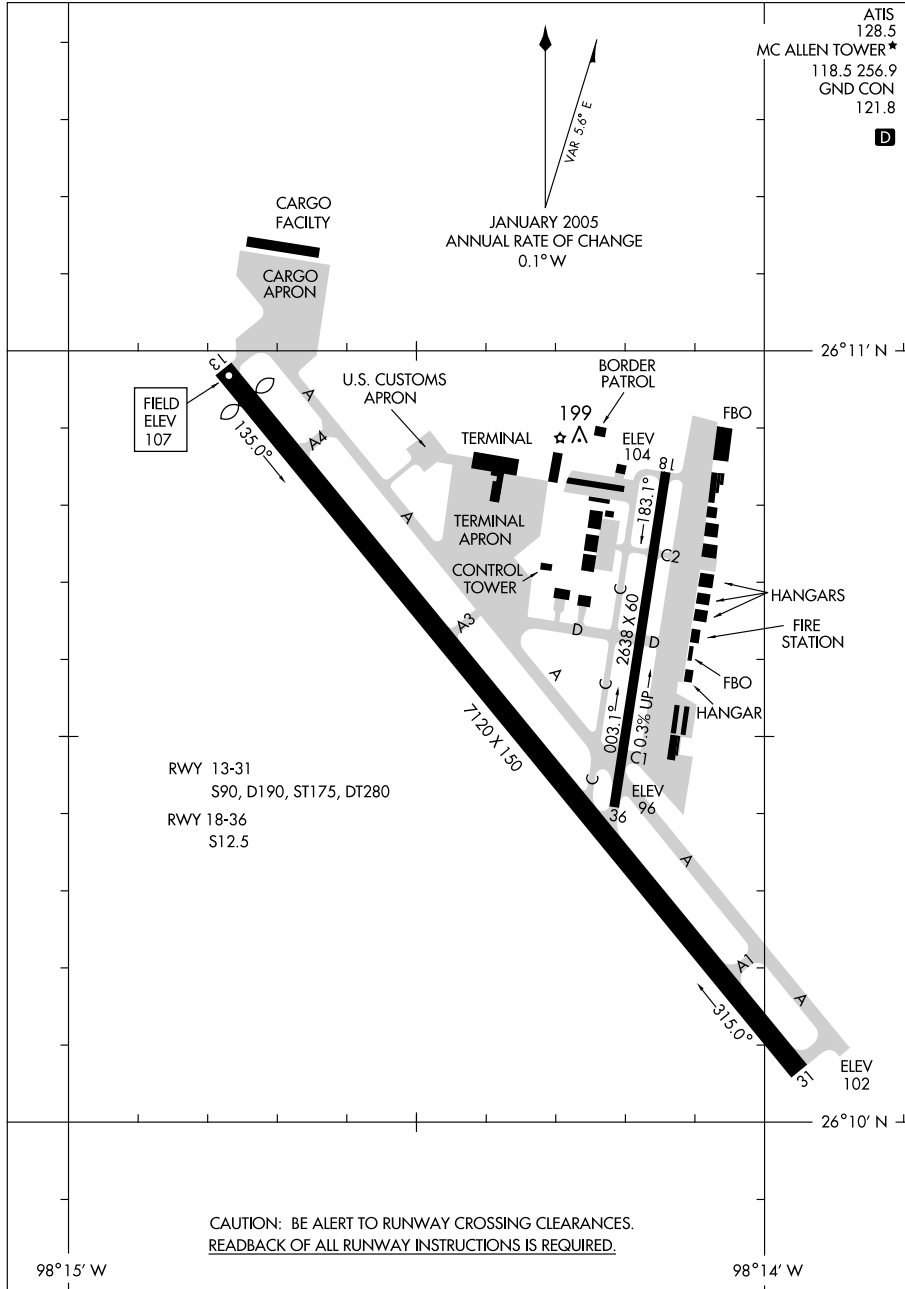 ATIS
128.5
MC ALLEN TOWER★
118.5 256.9
GND CON
121.8
D
VAR 5.6° E
JANUARY 2005
ANNUAL RATE OF CHANGE
0.1° W
CARGO
FACILTY
CARGO
APRON
26°11' N
13
FIELD
ELEV
107
135.0°
A
A4
U.S. CUSTOMS
APRON
BORDER
PATROL
199
TERMINAL
ELEV
104
18
FBO
183.1°
A
TERMINAL
APRON
CONTROL
TOWER
C2
C
HANGARS
A3
D
2638 X 60
D
FIRE
STATION
A
C
FBO
003.1°
0.3% UP
HANGAR
7120 X 150
C
C1
ELEV
96
36
RWY 13-31
S90, D190, ST175, DT280
RWY 18-36
S12.5
A
A1
A
315.0°
31
ELEV
102
26°10' N
CAUTION: BE ALERT TO RUNWAY CROSSING CLEARANCES.
READBACK OF ALL RUNWAY INSTRUCTIONS IS REQUIRED.
98°15' W
98°14' W